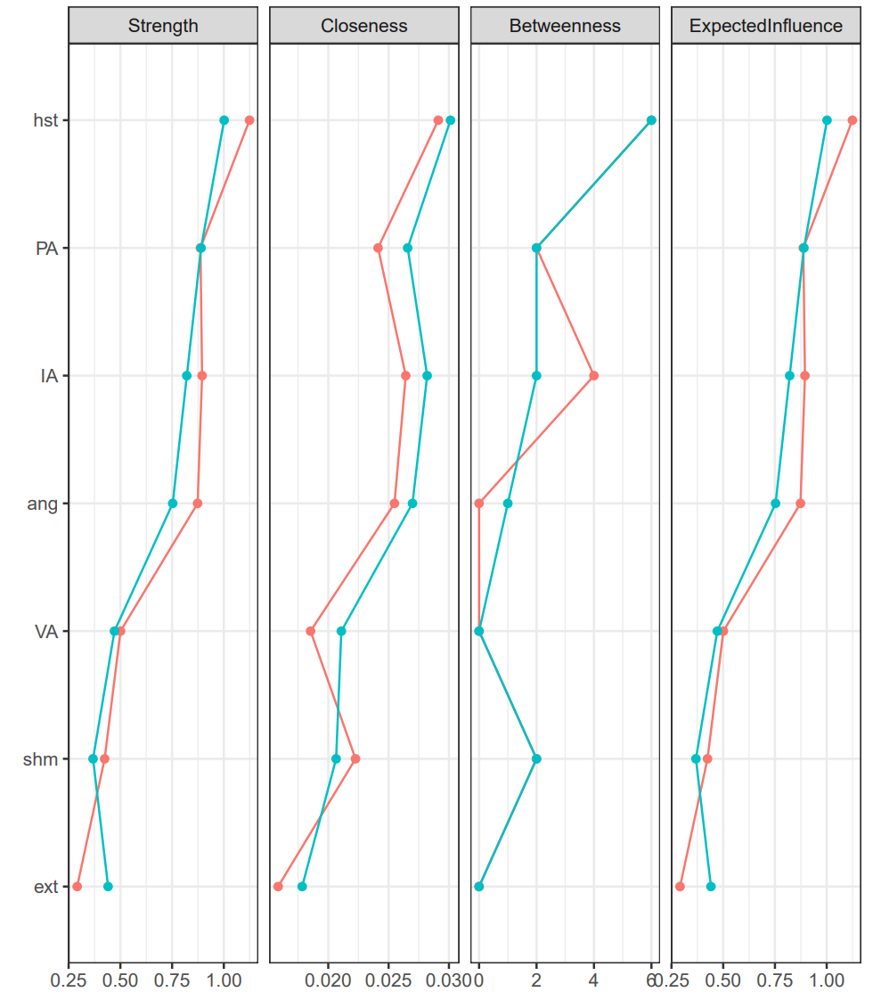 Strength Closeness Betweenness ExpectedInfluence
hst
PA
IA
ang
VA
shm
ext
0.25 0.50 0.75 1.00 0.020 0.025 0.030 0 2 4 6 0.25 0.50 0.75 1.00